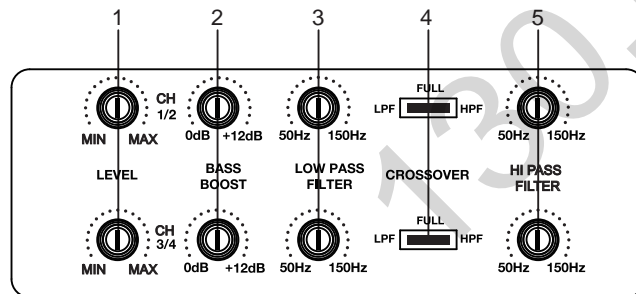 1 2 3 4 5
FULL
CH 1/2
LPF HPF
MIN MAX 0dB +12dB 50Hz 150Hz 50Hz 150Hz
LEVEL BASS BOOST LOW PASS FILTER CROSSOVER HI PASS FILTER
FULL
CH 3/4
LPF HPF
MIN MAX 0dB +12dB 50Hz 150Hz 50Hz 150Hz
130